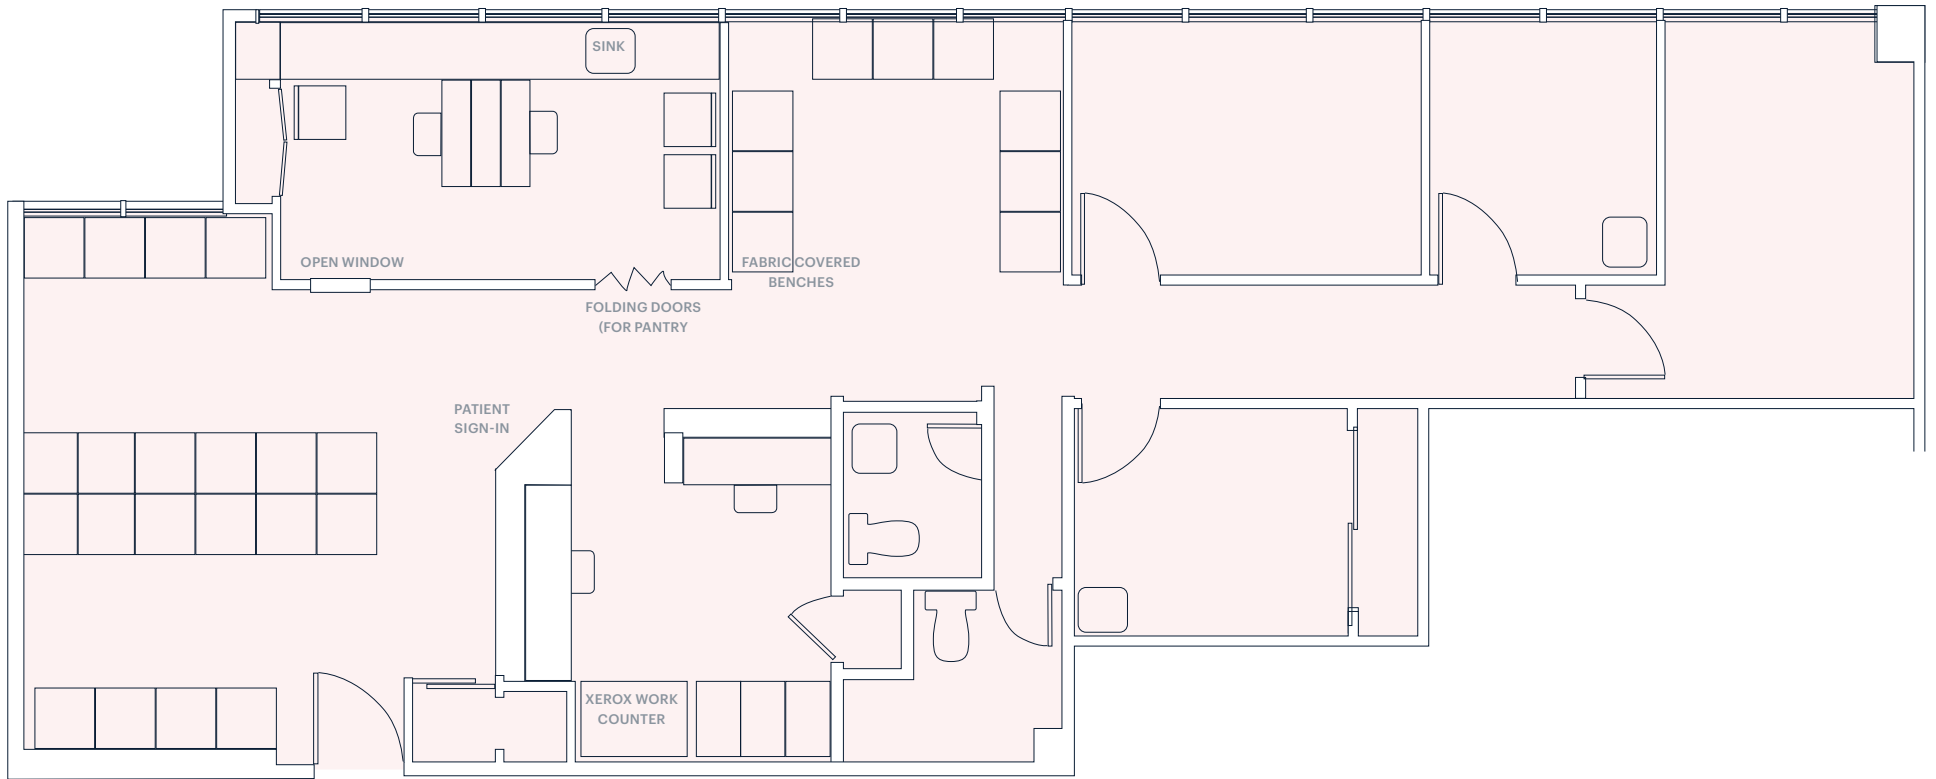 SINK
OPEN WINDOW
FABRIC COVERED
BENCHES
FOLDING DOORS
(FOR PANTRY
PATIENT
SIGN-IN
XEROX WORK
COUNTER